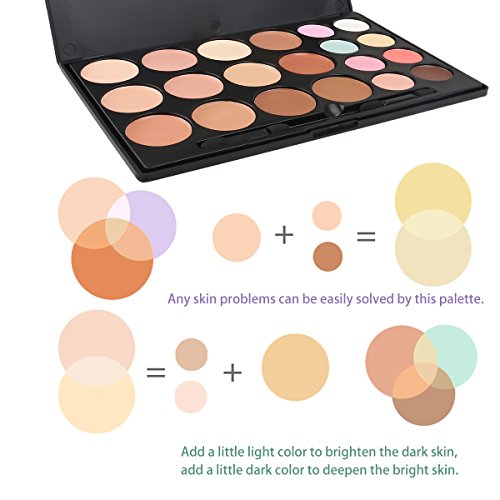 Any skin problems can be easily solved by this palette.
Add a little light color to brighten the dark skin,
add a little dark color to deepen the bright skin.